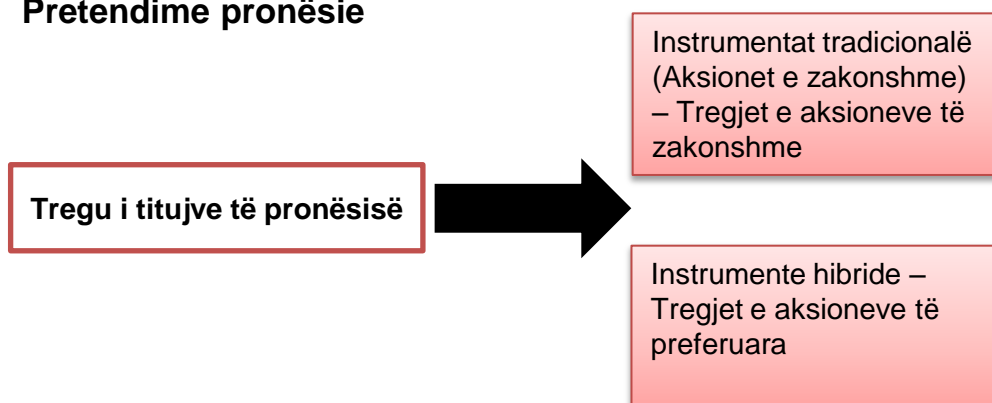 Pretendime pronësie
Instrumentat tradicionalë
(Aksionet e zakonshme)
– Tregjet e aksioneve të
zakonshme
Tregu i titujve të pronësisë
Instrumente hibride –
Tregjet e aksioneve të
preferuara